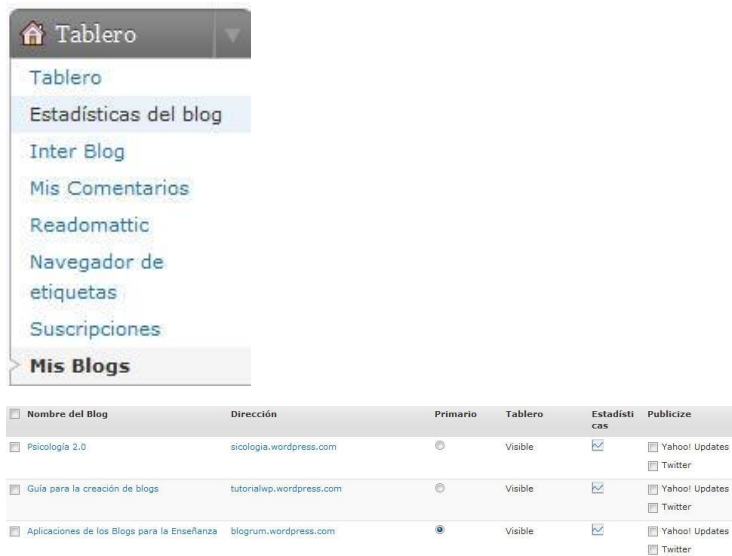 Tablero
Tablero
Estadísticas del blog
Inter Blog
Mis Comentarios
Readomattic
Navegador de
etiquetas
Suscripciones
Mis Blogs
Nombre del Blog Dirección Primario Tablero Estadísti Publicize
cas
Psicología 2.0 sicologia.wordpress.com Visible Yahoo! Updates
Twitter
Guía para la creación de blogs tutorialwp.wordpress.com Visible Yahoo! Updates
Twitter
Aplicaciones de los Blogs para la Enseñanza blogrum.wordpress.com Visible Yahoo! Updates
Twitter